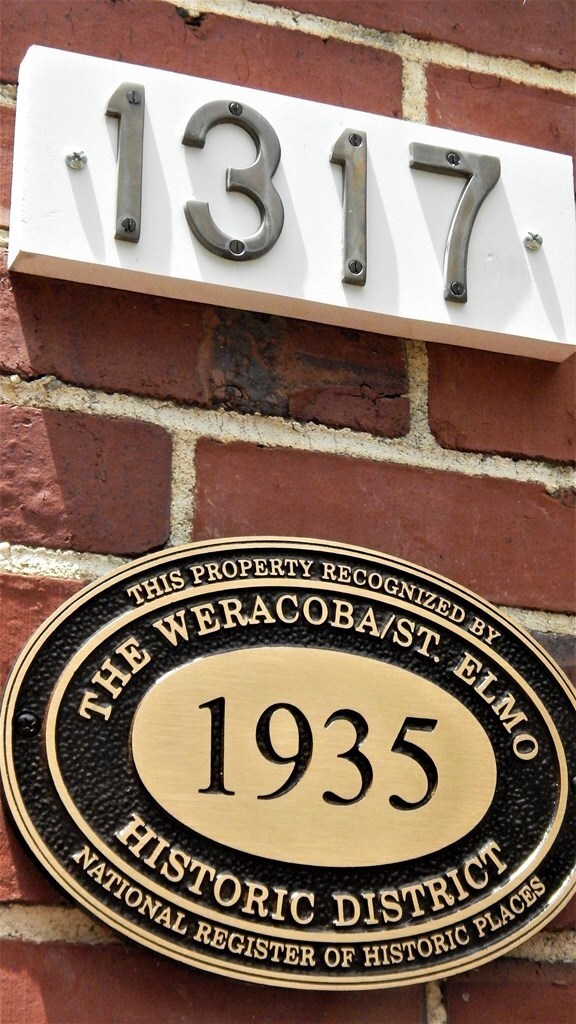 1317
THIS PROPERTY RECOGNIZED BY
THE WERACOBA/ST. ELMO
1935
HISTORIC DISTRICT
NATIONAL REGISTER OF HISTORIC PLACES